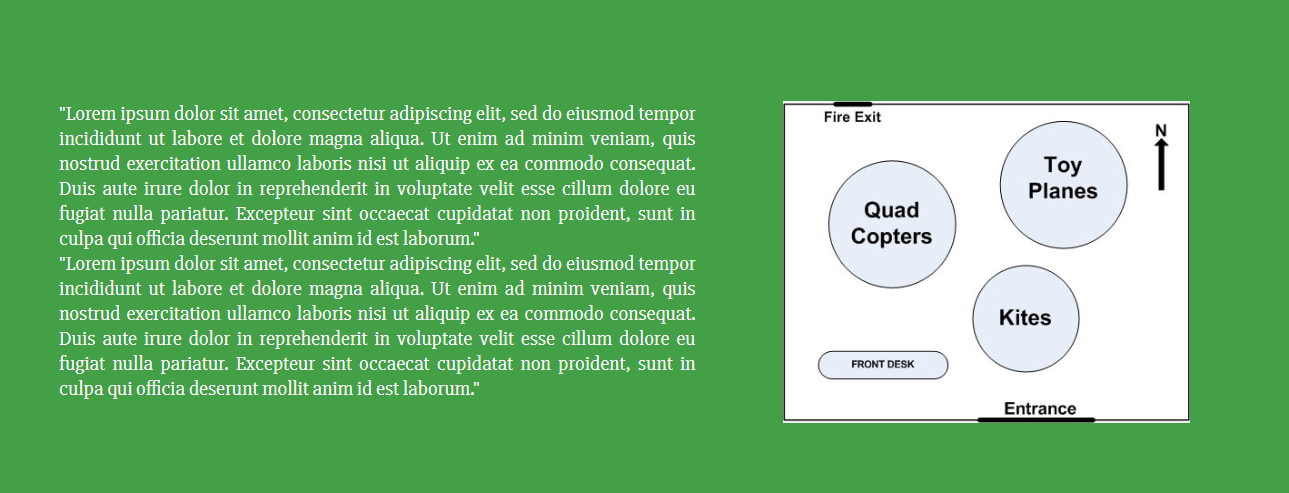 "Lorem ipsum dolor sit amet, consectetur adipiscing elit, sed do eiusmod tempor
incididunt ut labore et dolore magna aliqua. Ut enim ad minim veniam, quis
nostrud exercitation ullamco laboris nisi ut aliquip ex ea commodo consequat.
Duis aute irure dolor in reprehenderit in voluptate velit esse cillum dolore eu
fugiat nulla pariatur. Excepteur sint occaecat cupidatat non proident, sunt in
culpa qui officia deserunt mollit anim id est laborum."
"Lorem ipsum dolor sit amet, consectetur adipiscing elit, sed do eiusmod tempor
incididunt ut labore et dolore magna aliqua. Ut enim ad minim veniam, quis
nostrud exercitation ullamco laboris nisi ut aliquip ex ea commodo consequat.
Duis aute irure dolor in reprehenderit in voluptate velit esse cillum dolore eu
fugiat nulla pariatur. Excepteur sint occaecat cupidatat non proident, sunt in
culpa qui officia deserunt mollit anim id est laborum."
Fire Exit
N
Toy
Planes
Quad
Copters
Kites
FRONT DESK
Entrance